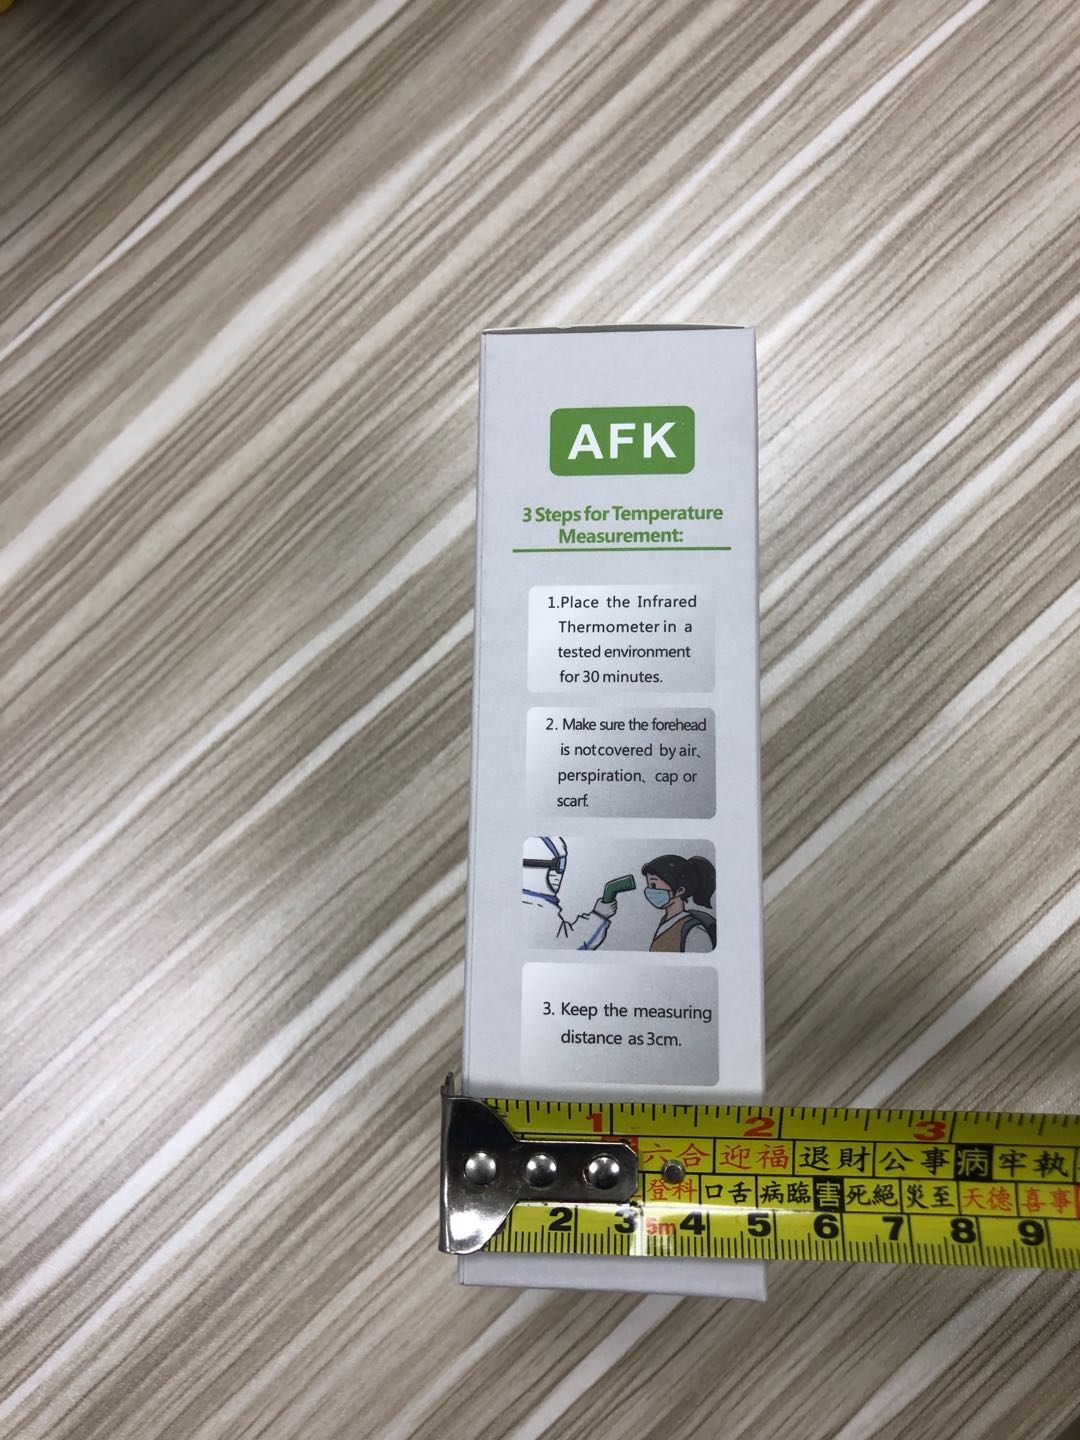 AFK
3 Steps for Temperature
Measurement:
1.Place the Infrared
Thermometer in a
tested environment
for 30 minutes.
2. Make sure the forehead
is not covered by air、
perspiration、cap or
scarf.
3. Keep the measuring
distance as 3cm.
1 2 3
六合 迎福 退財 公事 病 牢執
登科 口舌 病臨 害 死絕 災至 天德 喜事
2 3 5m 4 5 6 7 8 9